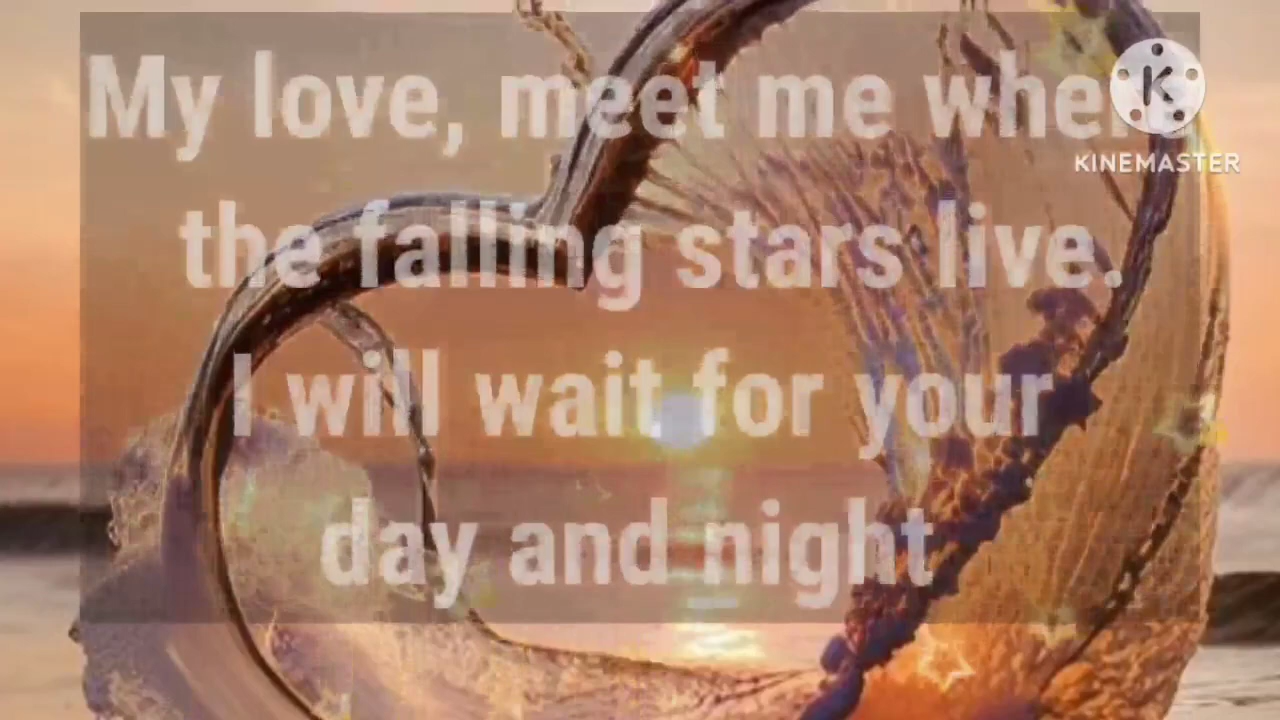 My love, meet me where
the falling stars live.
I will wait for your
day and night
K
KINEMASTER